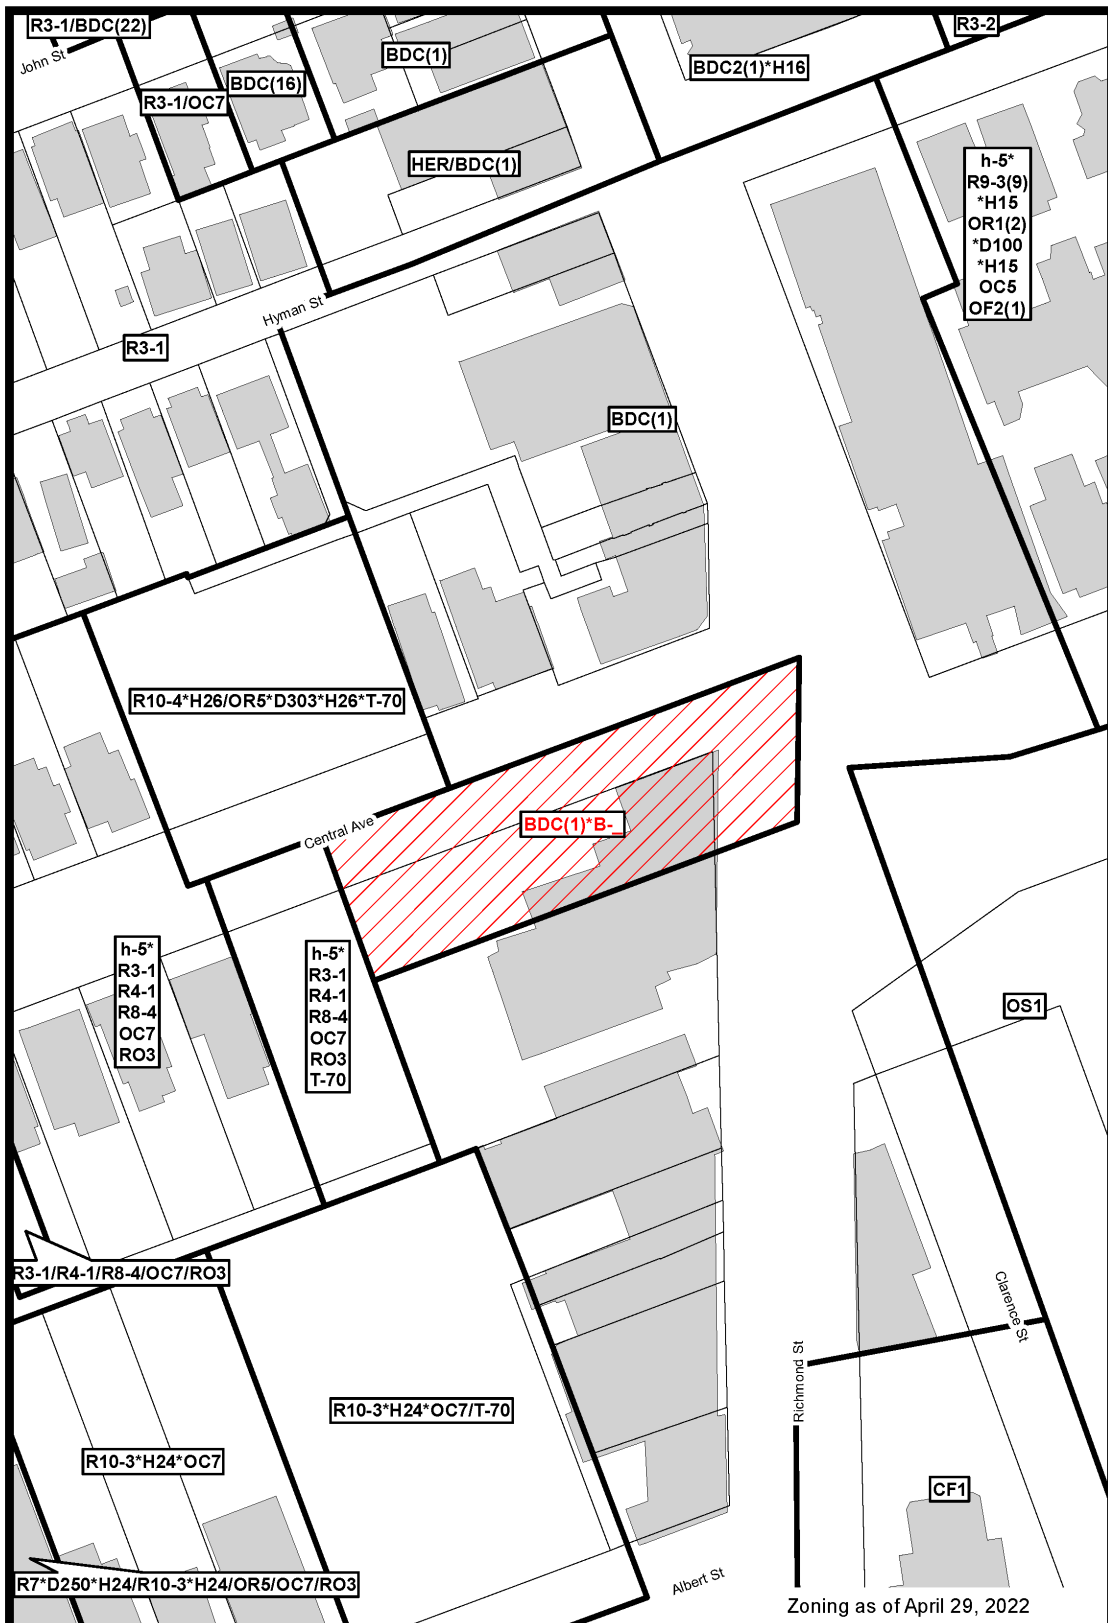 R3-1/BDC(22)
BDC(1)
R3-2
John St
BDC2(1)*H16
BDC(16)
R3-1/OC7
HER/BDC(1)
h-5*
R9-3(9)
*H15
OR1(2)
*D100
*H15
OC5
OF2(1)
Hyman St
R3-1
BDC(1)
R10-4*H26/OR5*D303*H26*T-70
BDC(1)*B-_
Central Ave
h-5*
R3-1
R4-1
R8-4
OC7
RO3
h-5*
R3-1
R4-1
R8-4
OC7
RO3
T-70
OS1
R3-1/R4-1/R8-4/OC7/RO3
Clarence St
Richmond St
R10-3*H24*OC7/T-70
R10-3*H24*OC7
CF1
R7*D250*H24/R10-3*H24/OR5/OC7/RO3
Albert St
Zoning as of April 29, 2022